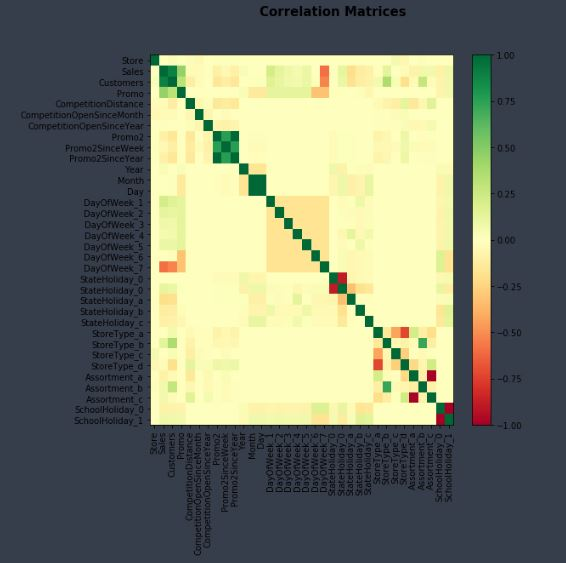 Correlation Matrices
Store
Sales
Customers
Promo
CompetitionDistance
CompetitionOpenSinceMonth
CompetitionOpenSinceYear
Promo2
Promo2SinceWeek
Promo2SinceYear
Year
Month
Day
DayOfWeek_1
DayOfWeek_2
DayOfWeek_3
DayOfWeek_4
DayOfWeek_5
DayOfWeek_6
DayOfWeek_7
StateHoliday_0
StateHoliday_0
StateHoliday_a
StateHoliday_b
StateHoliday_c
StoreType_a
StoreType_b
StoreType_c
StoreType_d
Assortment_a
Assortment_b
Assortment_c
SchoolHoliday_0
SchoolHoliday_1
1.00
0.75
0.50
0.25
0.00
−0.25
−0.50
−0.75
−1.00
Store
Sales
Customers
Promo
CompetitionDistance
CompetitionOpenSinceMonth
CompetitionOpenSinceYear
Promo2
Promo2SinceWeek
Promo2SinceYear
Year
Month
Day
DayOfWeek_1
DayOfWeek_2
DayOfWeek_3
DayOfWeek_4
DayOfWeek_5
DayOfWeek_6
DayOfWeek_7
StateHoliday_0
StateHoliday_0
StateHoliday_a
StateHoliday_b
StateHoliday_c
StoreType_a
StoreType_b
StoreType_c
StoreType_d
Assortment_a
Assortment_b
Assortment_c
SchoolHoliday_0
SchoolHoliday_1